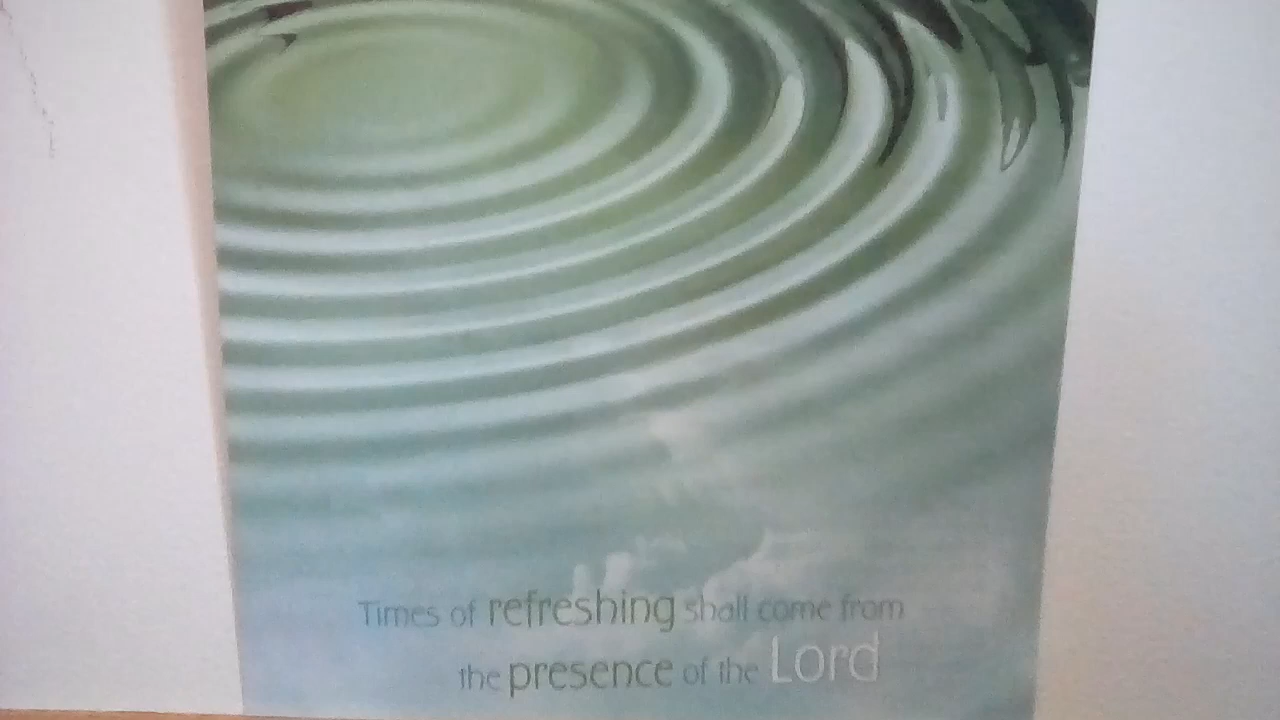 Times of refreshing shall come from
the presence of the Lord